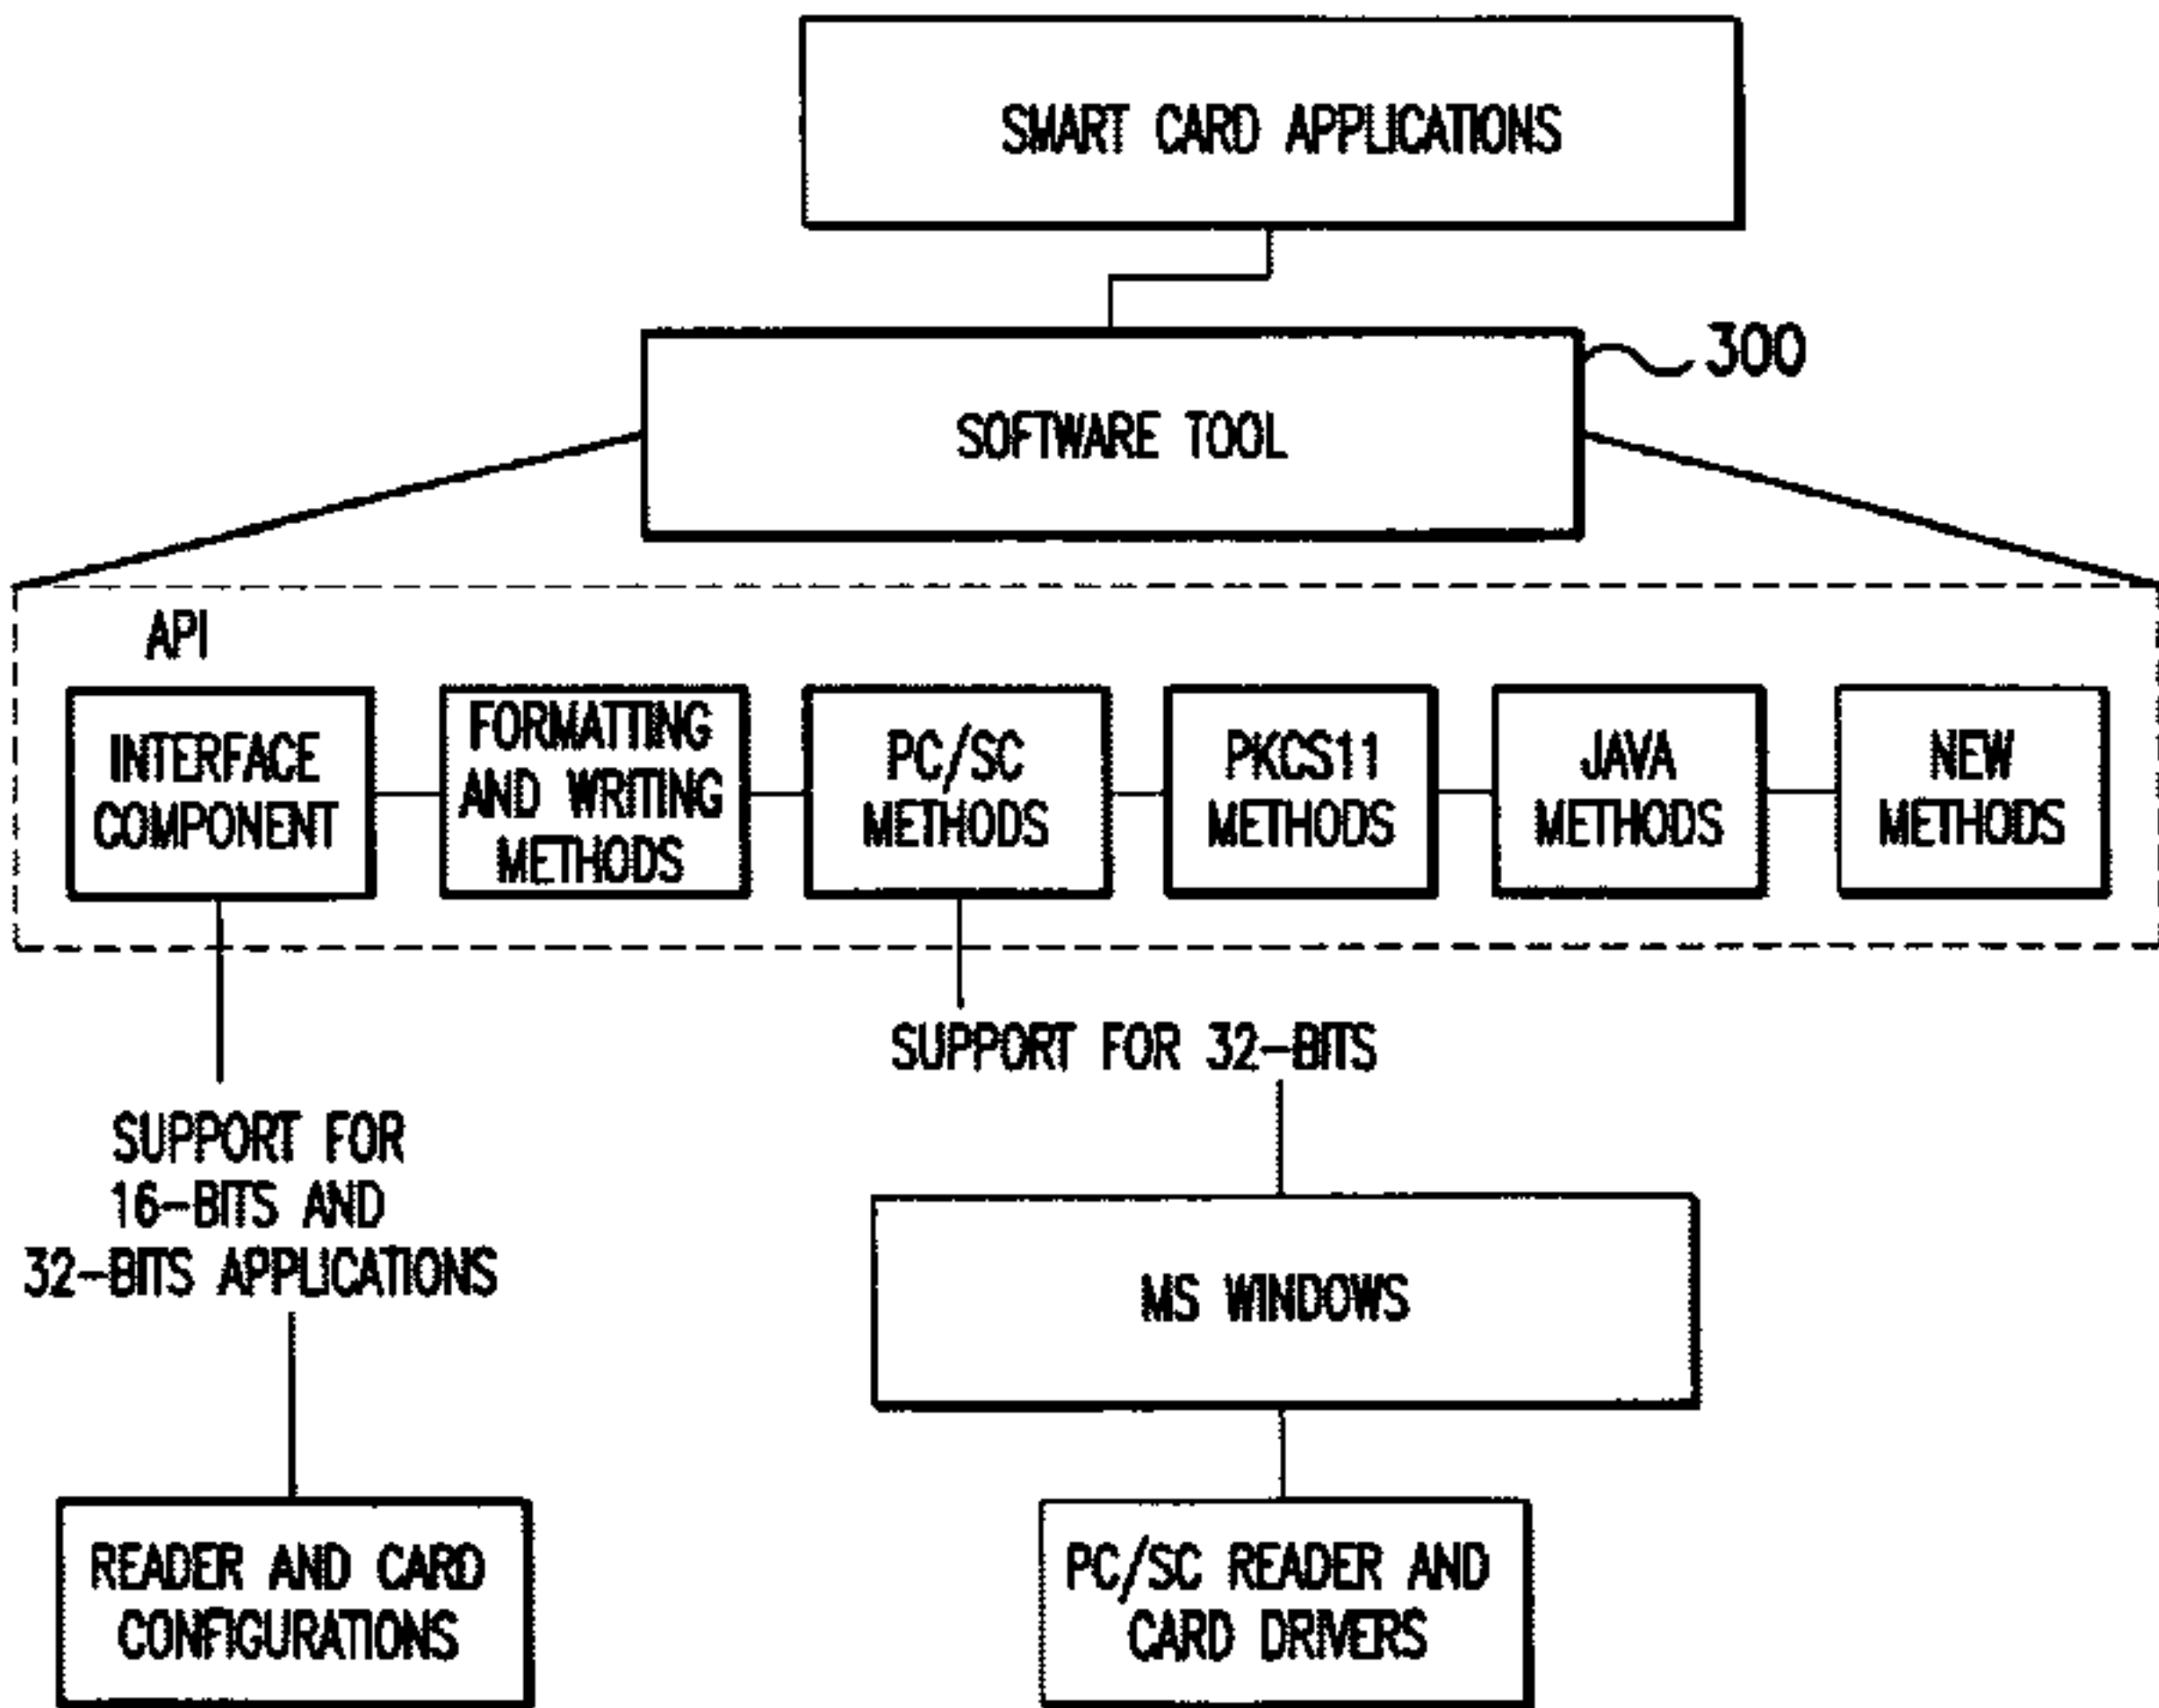 SMART CARD APPLICATIONS
300
SOFTWARE TOOL
API
INTERFACE
COMPONENT
FORMATTING
AND WRITING
METHODS
PC/SC
METHODS
PKCS11
METHODS
JAVA
METHODS
NEW
METHODS
SUPPORT FOR 32-BITS
SUPPORT FOR
16-BITS AND
32-BITS APPLICATIONS
MS WINDOWS
READER AND CARD
CONFIGURATIONS
PC/SC READER AND
CARD DRIVERS